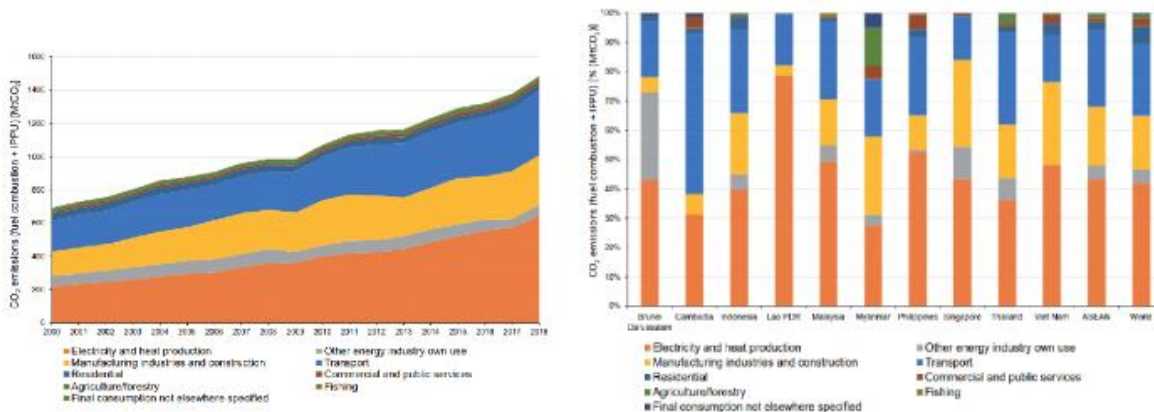 CO₂ emissions (fuel combustion + IPPU) [MtCO₂]
1600
1400
1200
1000
800
600
400
200
0
2000 2001 2002 2003 2004 2005 2006 2007 2008 2009 2010 2011 2012 2013 2014 2015 2016 2017 2018
Electricity and heat production
Other energy industry own use
Manufacturing industries and construction
Transport
Residential
Commercial and public services
Agriculture/forestry
Fishing
Final consumption not elsewhere specified
CO₂ emissions (fuel combustion + IPPU) [% (MtCO₂)]
100%
90%
80%
70%
60%
50%
40%
30%
20%
10%
0%
Brunei Cambodia Indonesia Lao PDR Malaysia Myanmar Philippines Singapore Thailand Viet Nam ASEAN World
Darussalam
Electricity and heat production
Other energy industry own use
Manufacturing industries and construction
Transport
Residential
Commercial and public services
Agriculture/forestry
Fishing
Final consumption not elsewhere specified